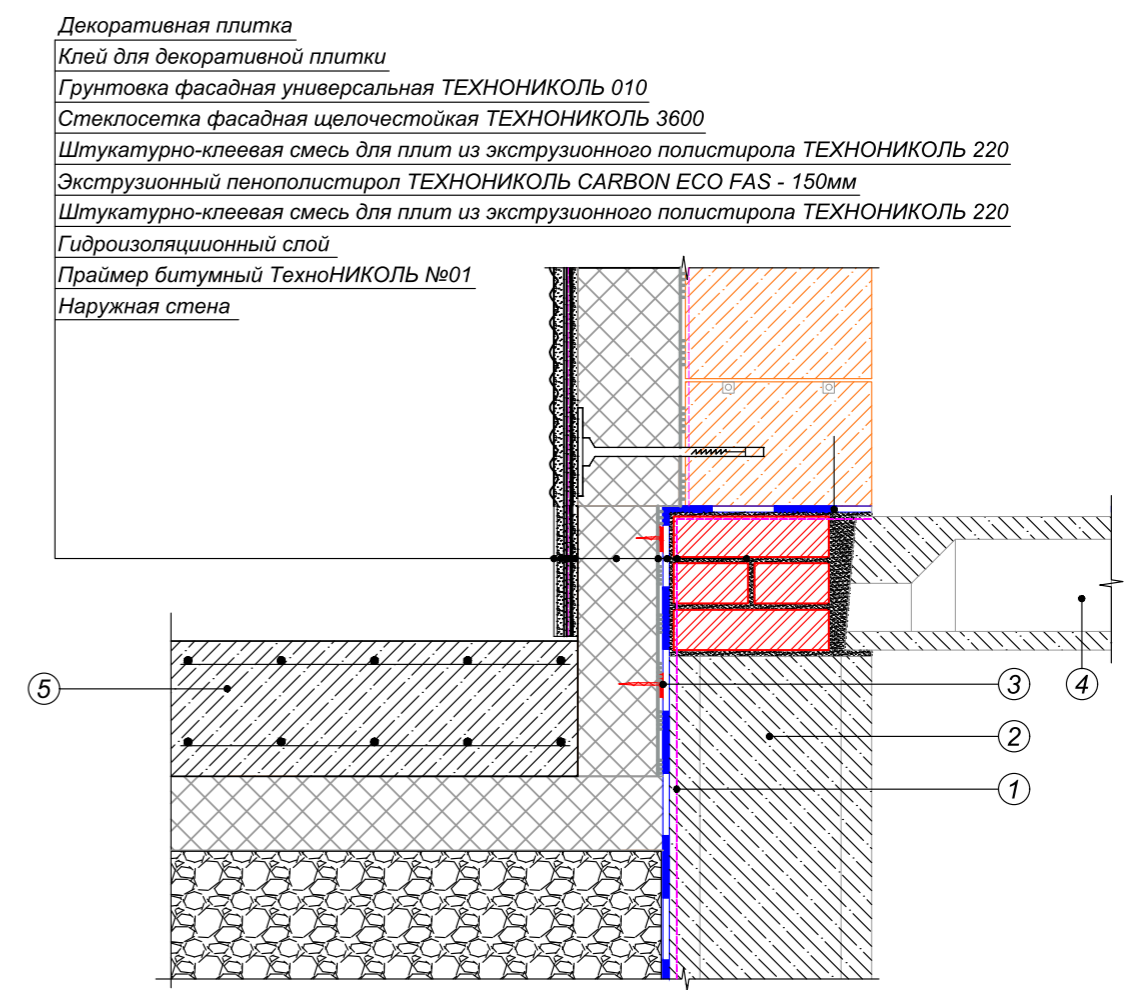 Декоративная плитка
Клей для декоративной плитки
Грунтовка фасадная универсальная ТЕХНОНИКОЛЬ 010
Стеклосетка фасадная щелочестойкая ТЕХНОНИКОЛЬ 3600
Штукатурно-клеевая смесь для плит из экструзионного полистирола ТЕХНОНИКОЛЬ 220
Экструзионный пенополистирол ТЕХНОНИКОЛЬ CARBON ECO FAS - 150мм
Штукатурно-клеевая смесь для плит из экструзионного полистирола ТЕХНОНИКОЛЬ 220
Гидроизоляциионный слой
Праймер битумный ТехноНИКОЛЬ №01
Наружная стена
5
3
4
2
1